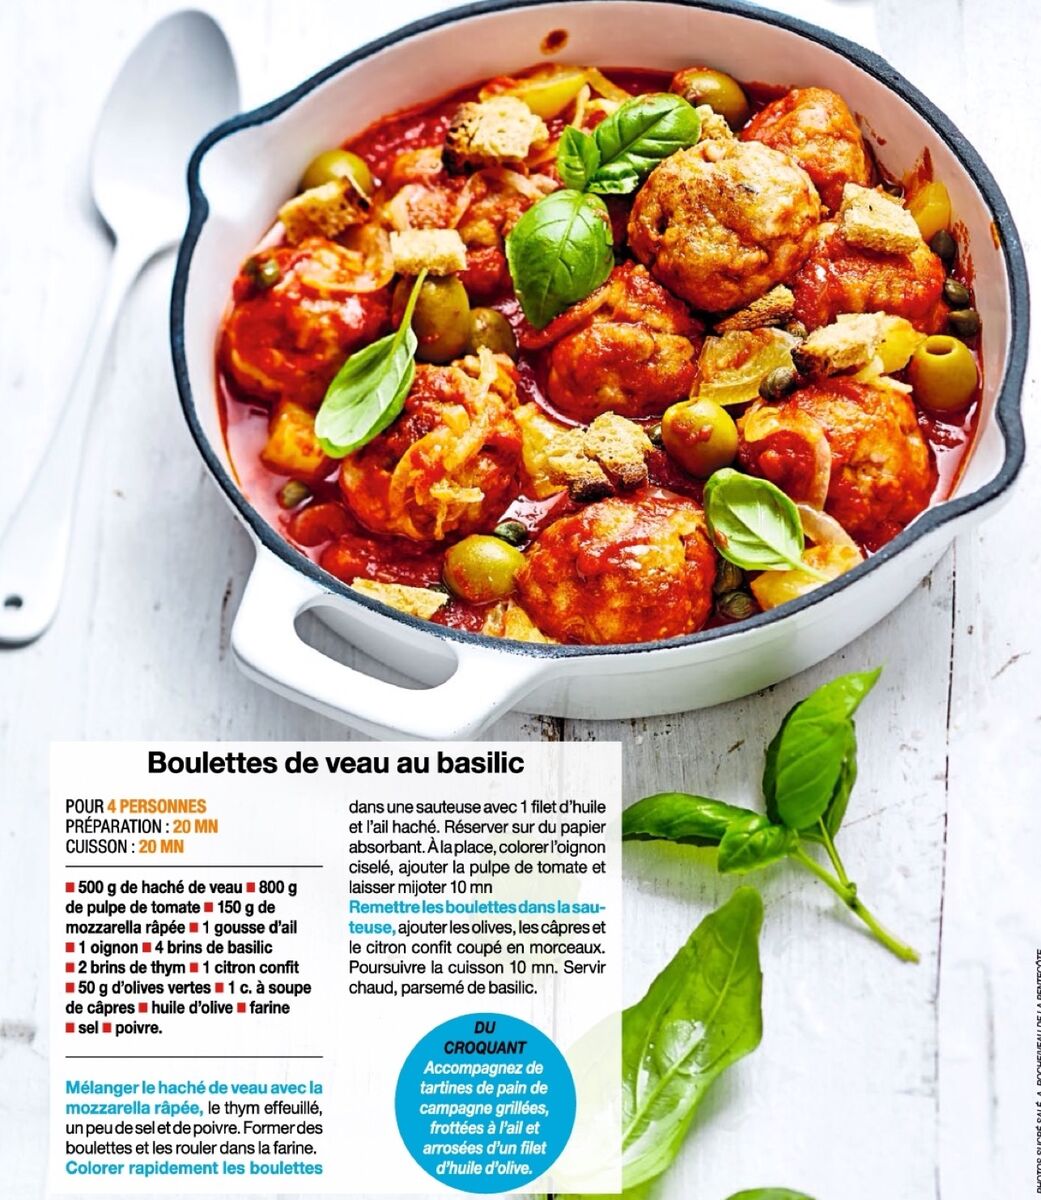 Boulettes de veau au basilic
POUR 4 PERSONNES
PRÉPARATION : 20 MN
CUISSON : 20 MN
■ 500 g de haché de veau ■ 800 g
de pulpe de tomate ■ 150 g de
mozzarella râpée ■ 1 gousse d'ail
■ 1 oignon ■ 4 brins de basilic
■ 2 brins de thym ■ 1 citron confit
■ 50 g d'olives vertes ■ 1 c. à soupe
de câpres ■ huile d'olive ■ farine
■ sel ■ poivre.
Mélanger le haché de veau avec la
mozzarella râpée, le thym effeuillé,
un peu de sel et de poivre. Former des
boulettes et les rouler dans la farine.
Colorer rapidement les boulettes
dans une sauteuse avec 1 filet d'huile
et l'ail haché. Réserver sur du papier
absorbant. À la place, colorer l'oignon
ciselé, ajouter la pulpe de tomate et
laisser mijoter 10 mn
Remettre les boulettes dans la sau-
teuse, ajouter les olives, les câpres et
le citron confit coupé en morceaux.
Poursuivre la cuisson 10 mn. Servir
chaud, parsemé de basilic.
DU
CROQUANT
Accompagnez de
tartines de pain de
campagne grillées,
frottées à l'ail et
arrosées d'un filet
d'huile d'olive.
PHOTOS SUCRÉ SALÉ, A. ROCHE/VEAU DE LA PENTECÔTE